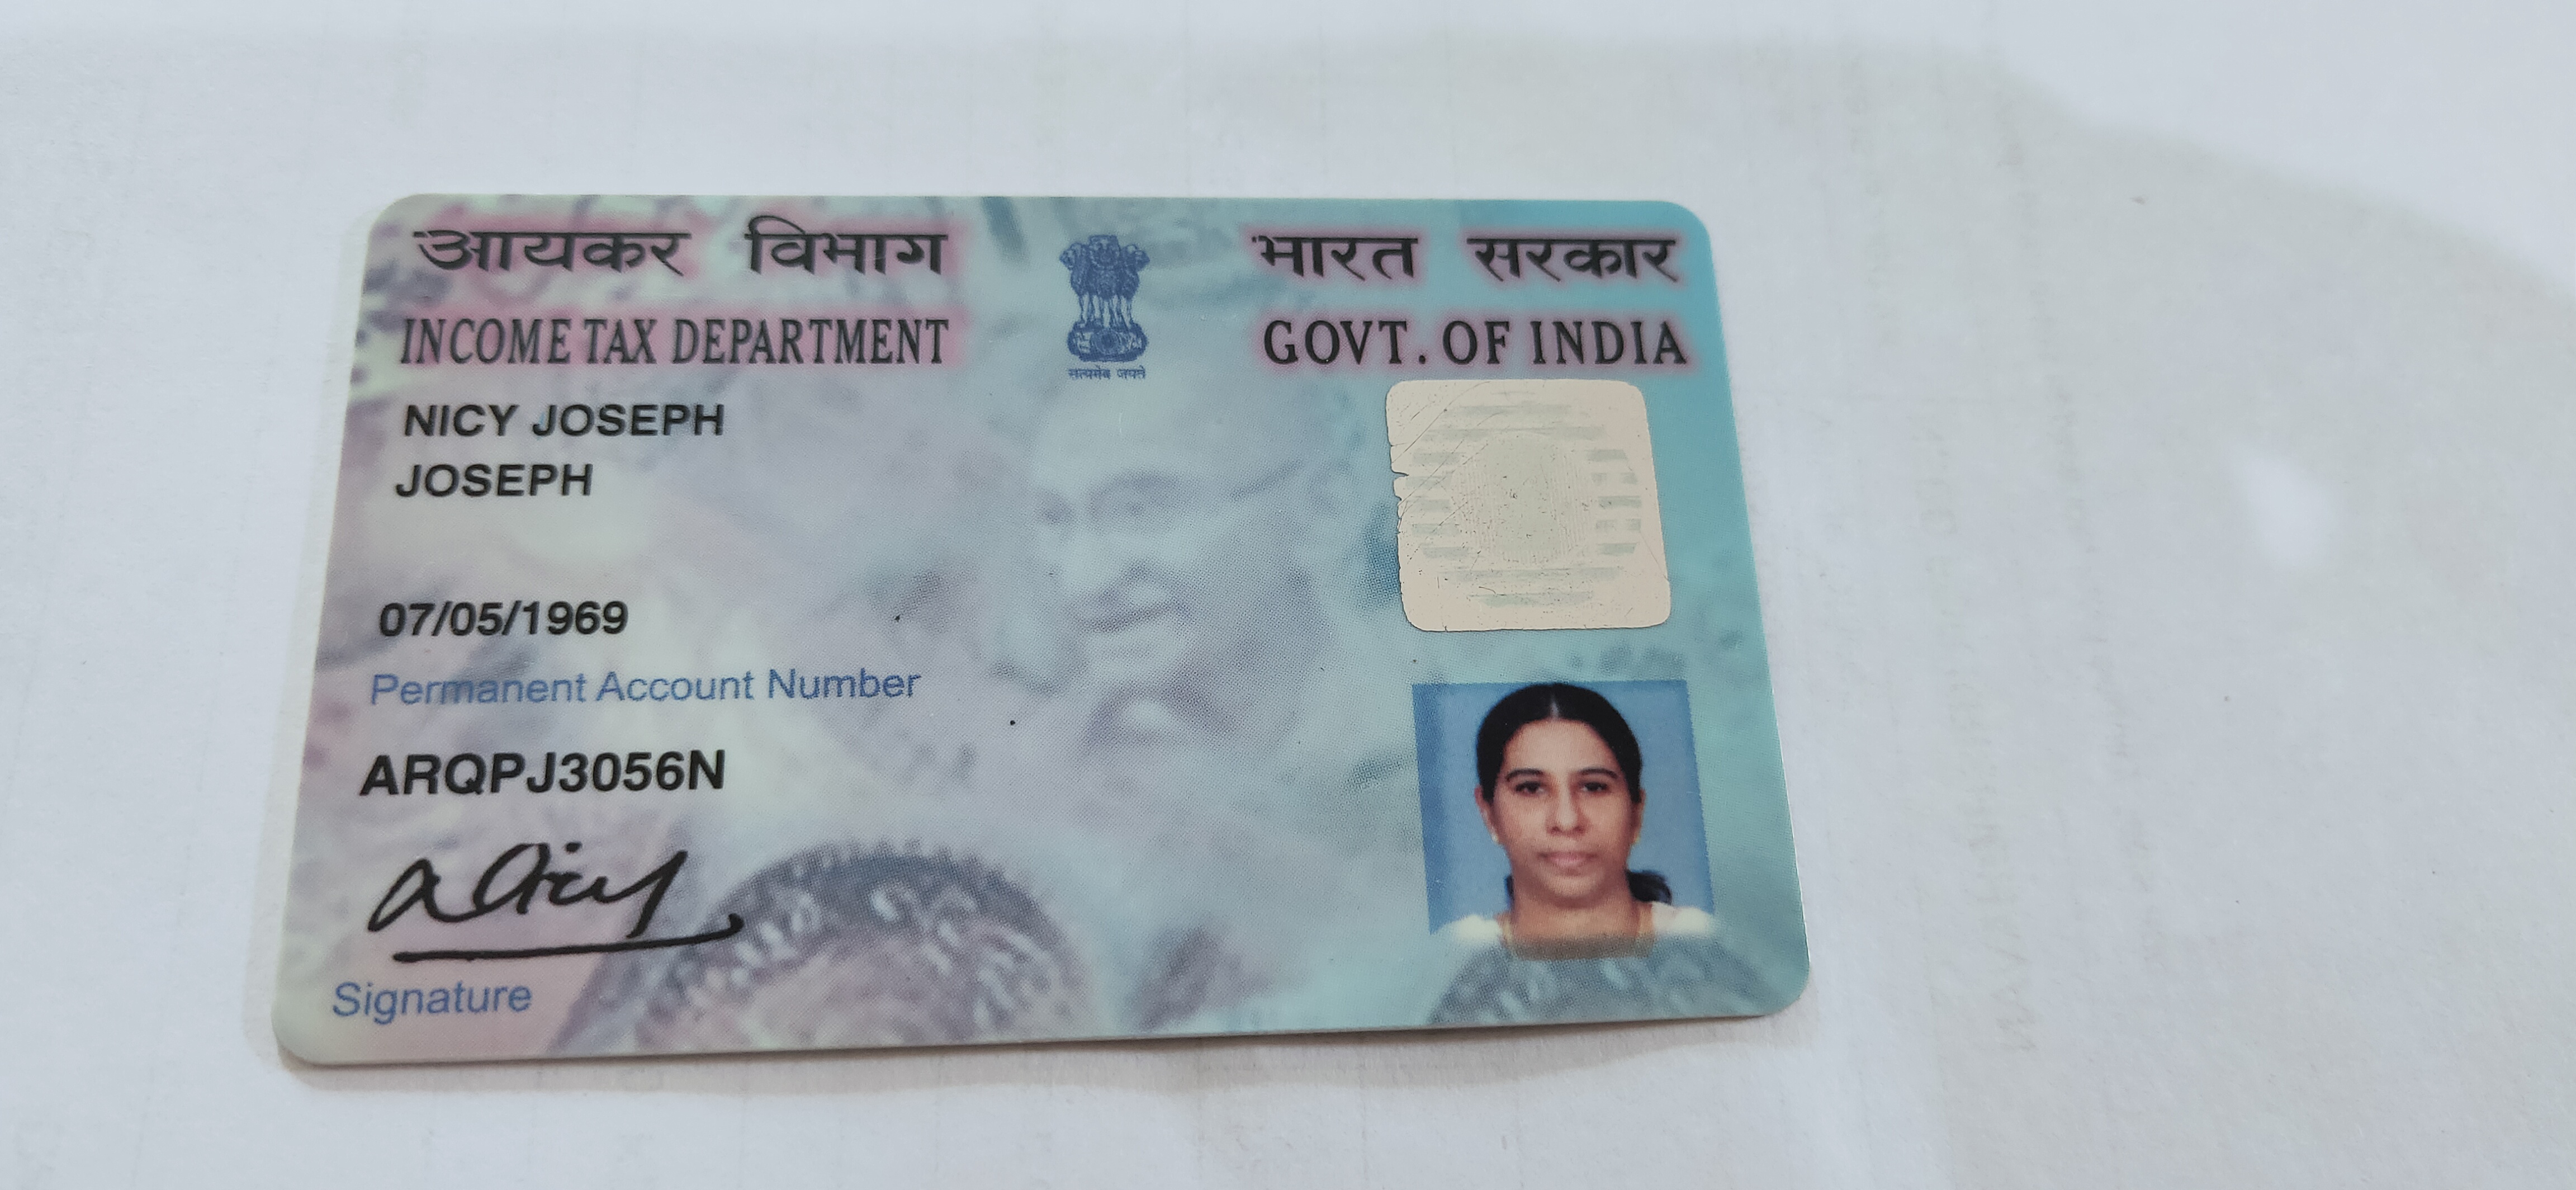 आयकर विभाग
INCOME TAX DEPARTMENT
सत्यमेव जयते
भारत सरकार
GOVT. OF INDIA
NICY JOSEPH
JOSEPH
07/05/1969
Permanent Account Number
ARQPJ3056N
Signature